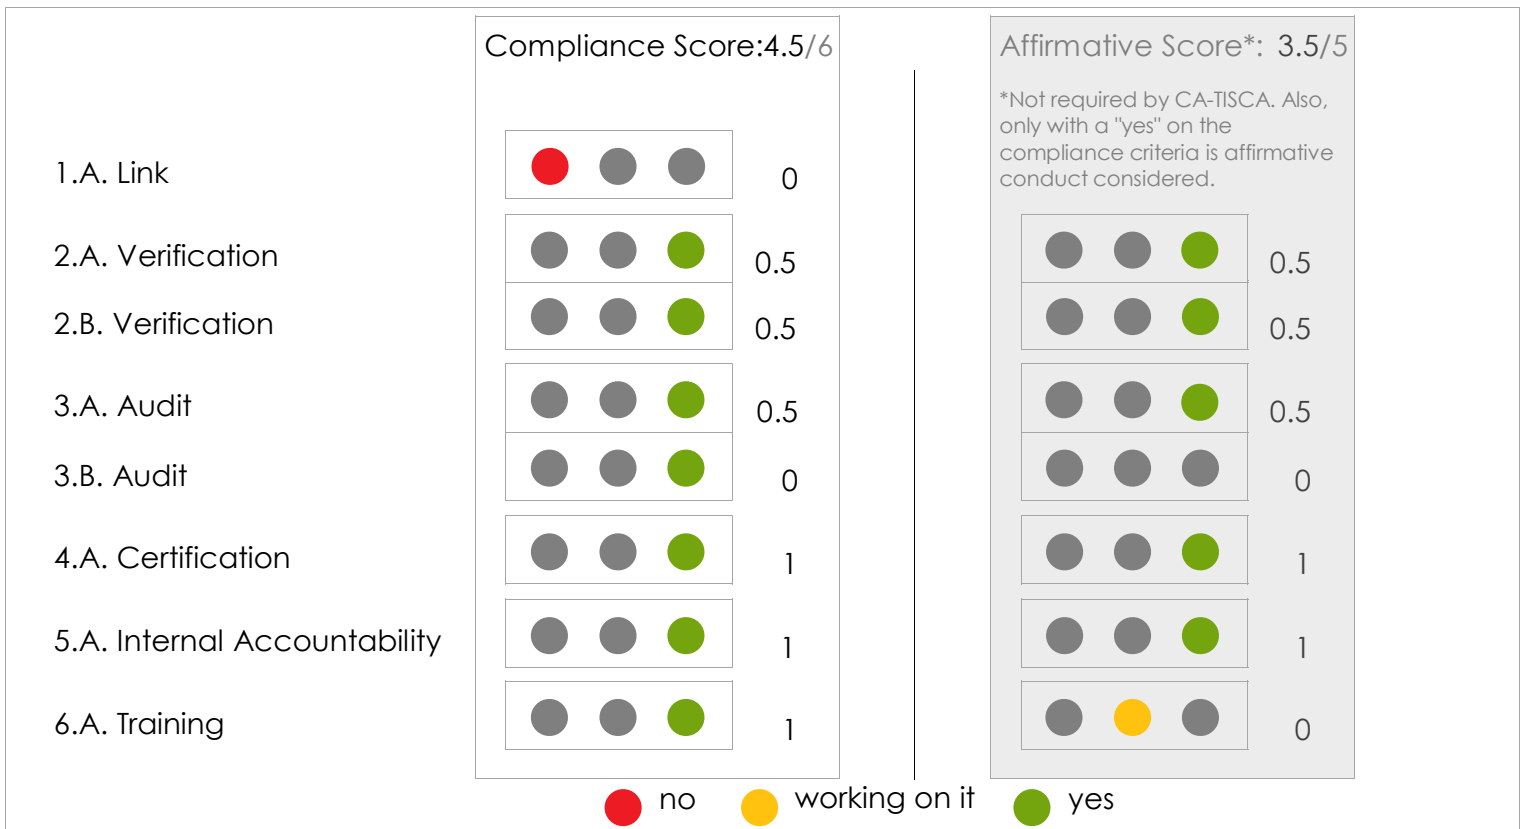 Compliance Score:4.5/6
Affirmative Score*: 3.5/5
*Not required by CA-TISCA. Also,
only with a "yes" on the
compliance criteria is affirmative
conduct considered.
1.A. Link 0
2.A. Verification 0.5 0.5
2.B. Verification 0.5 0.5
3.A. Audit 0.5 0.5
3.B. Audit 0 0
4.A. Certification 1 1
5.A. Internal Accountability 1 1
6.A. Training 1 0
no working on it yes